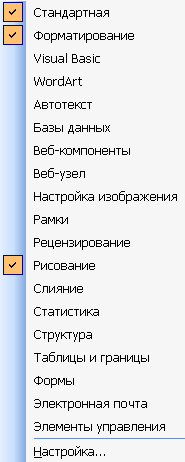 Стандартная
Форматирование
Visual Basic
WordArt
Автотекст
Базы данных
Веб-компоненты
Веб-узел
Настройка изображения
Рамки
Рецензирование
Рисование
Слияние
Статистика
Структура
Таблицы и границы
Формы
Электронная почта
Элементы управления
Настройка...